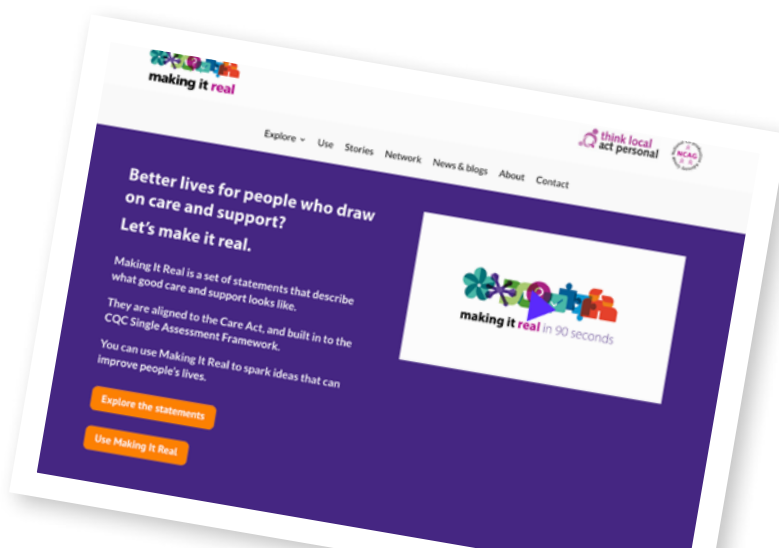 making it real
think local
act personal
NCAG
Explore
Use
Stories
Network
News & blogs
About
Contact
Better lives for people who draw
on care and support?
Let's make it real.
Making It Real is a set of statements that describe
what good care and support looks like.
They are aligned to the Care Act, and built in to the
CQC Single Assessment Framework.
You can use Making It Real to spark ideas that can
improve people's lives.
Explore the statements
Use Making It Real
making it real in 90 seconds